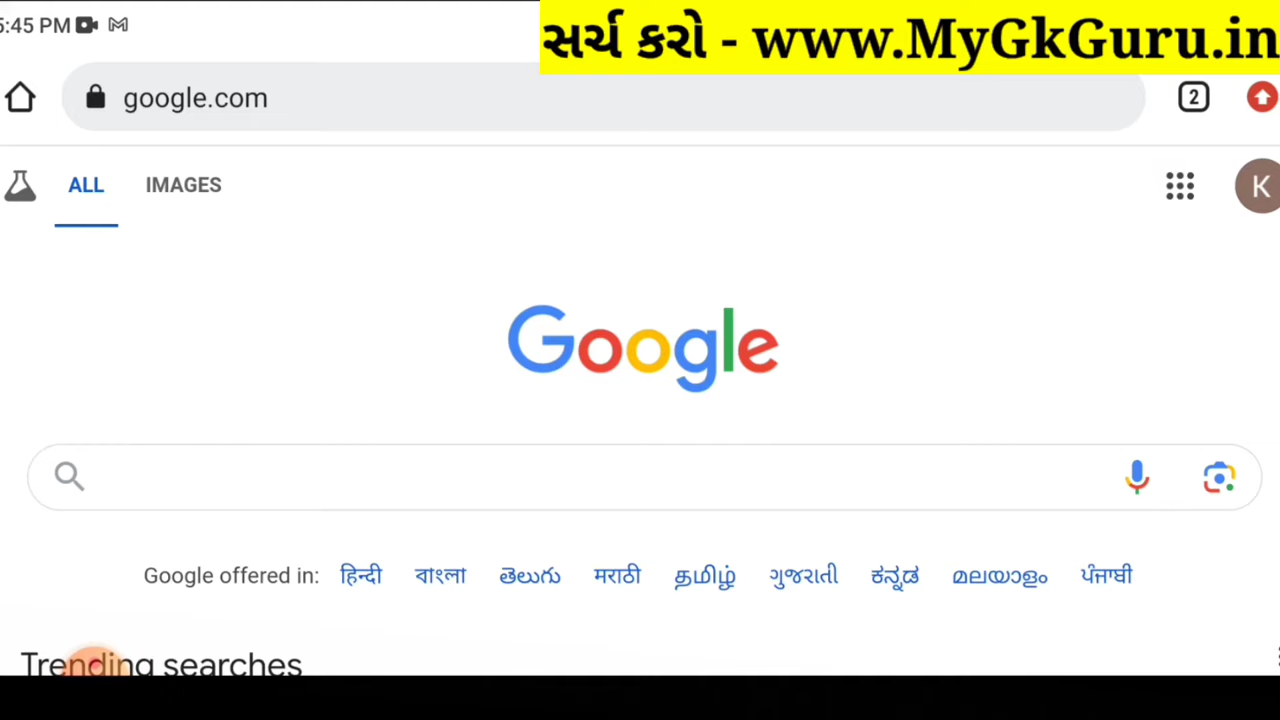 5:45 PM
સર્ચ કરો - www.MyGkGuru.in
google.com
2
ALL IMAGES
K
Google
Google offered in: हिन्दी বাংলা తెలుగు मराठी தமிழ் ગુજરાતી ಕನ್ನಡ മലയാളം ਪੰਜਾਬੀ
Trending searches